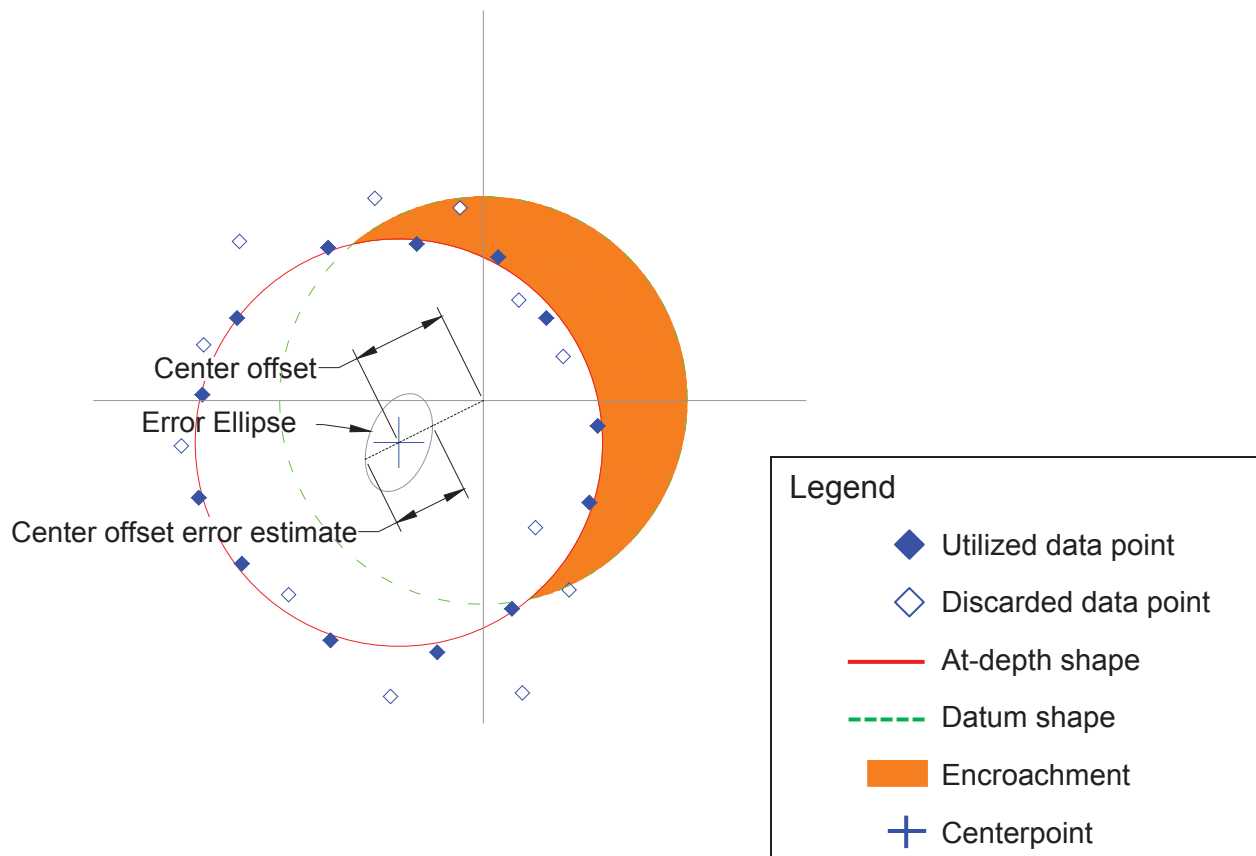 Center offset
Error Ellipse
Center offset error estimate
Legend
Utilized data point
Discarded data point
At-depth shape
Datum shape
Encroachment
Centerpoint